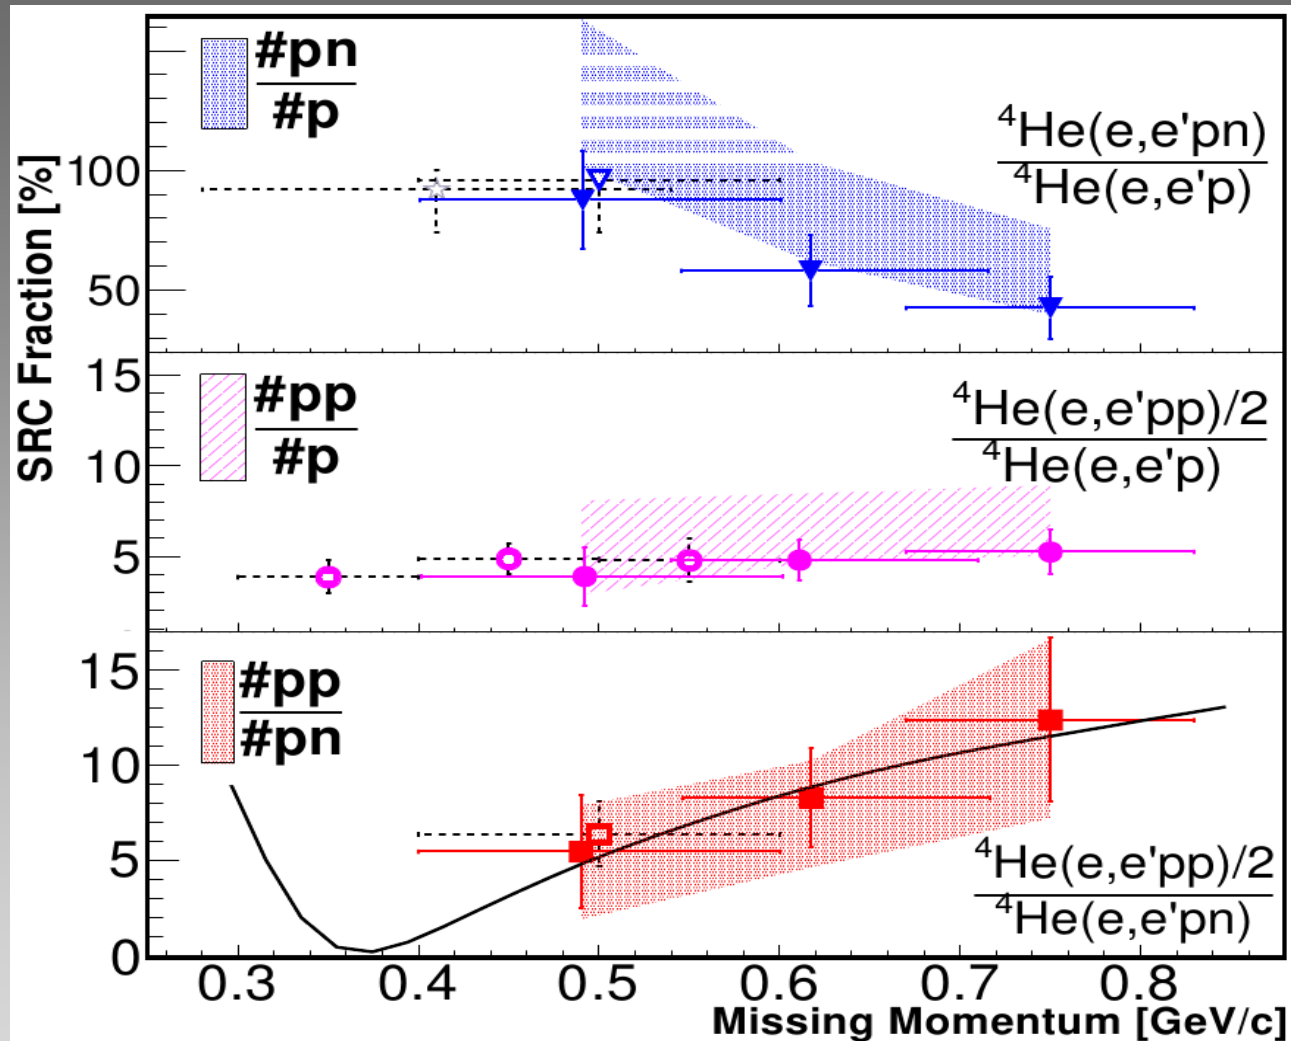 SRC Fraction [%]
#pn
#p
⁴He(e,e'pn)
⁴He(e,e'p)
100
50
#pp
#p
⁴He(e,e'pp)/2
⁴He(e,e'p)
15
10
5
#pp
#pn
⁴He(e,e'pp)/2
⁴He(e,e'pn)
15
10
5
0
0.3 0.4 0.5 0.6 0.7 0.8
Missing Momentum [GeV/c]